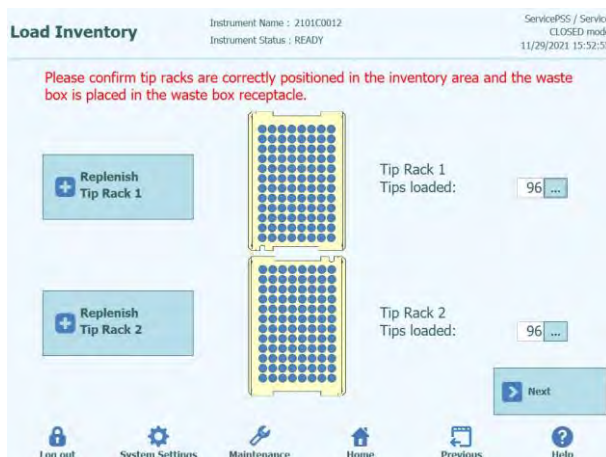 Load Inventory
Instrument Name : 2101C0012
Instrument Status : READY
ServicePSS / Service
CLOSED mode
11/29/2021 15:52:5
Please confirm tip racks are correctly positioned in the inventory area and the waste
box is placed in the waste box receptacle.
Replenish
Tip Rack 1
Tip Rack 1
Tips loaded:
96 ...
Replenish
Tip Rack 2
Tip Rack 2
Tips loaded:
96 ...
Next
Log out
System Settings
Maintenance
Home
Previous
Help